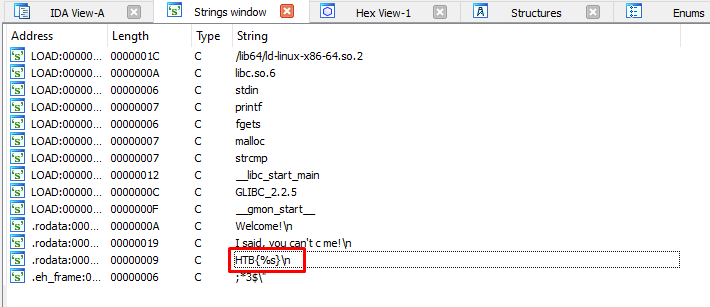 IDA View-A Strings window Hex View-1 Structures Enums
Address Length Type String
LOAD:00000... 0000001C C /lib64/ld-linux-x86-64.so.2
LOAD:00000... 0000000A C libc.so.6
LOAD:00000... 00000006 C stdin
LOAD:00000... 00000007 C printf
LOAD:00000... 00000006 C fgets
LOAD:00000... 00000007 C malloc
LOAD:00000... 00000007 C strcmp
LOAD:00000... 00000012 C __libc_start_main
LOAD:00000... 0000000C C GLIBC_2.2.5
LOAD:00000... 0000000F C __gmon_start__
.rodata:000... 0000000A C Welcome!\n
.rodata:000... 00000019 C I said, you can't c me!\n
.rodata:000... 00000009 C HTB{%s}\n
.eh_frame:0... 00000006 C ;*3$\"